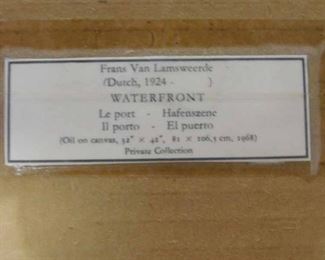 Frans Van Lamsweerde
(Dutch, 1924 - )
WATERFRONT
Le port - Hafenszene
Il porto - El puerto
(Oil on canvas, 32" × 42", 81 × 106,5 cm, 1968)
Private Collection